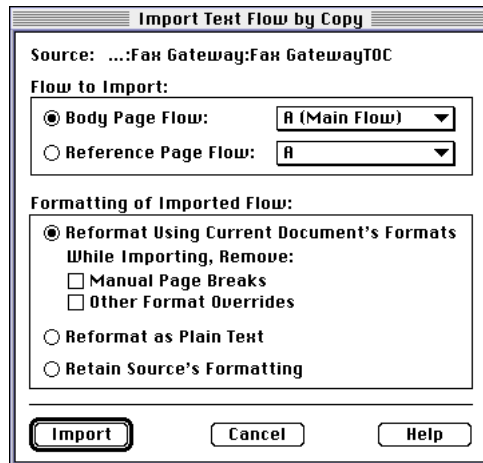 Import Text Flow by Copy
Source: ...:Fax Gateway:Fax GatewayTOC
Flow to Import:
Body Page Flow: A (Main Flow)
Reference Page Flow: A
Formatting of Imported Flow:
Reformat Using Current Document's Formats
While Importing, Remove:
Manual Page Breaks
Other Format Overrides
Reformat as Plain Text
Retain Source's Formatting
Import Cancel Help